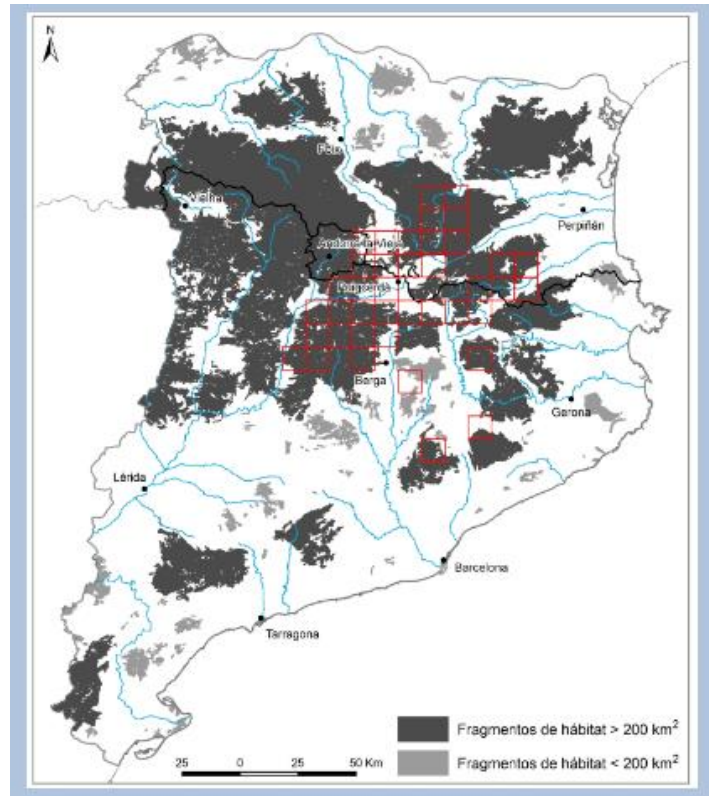 N
Foix
Vielha
Perpiñán
Andorra la Vieja
Puigcerdà
Berga
Gerona
Lérida
Barcelona
Tarragona
Fragmentos de hábitat > 200 km²
Fragmentos de hábitat < 200 km²
25 0 25 50 Km